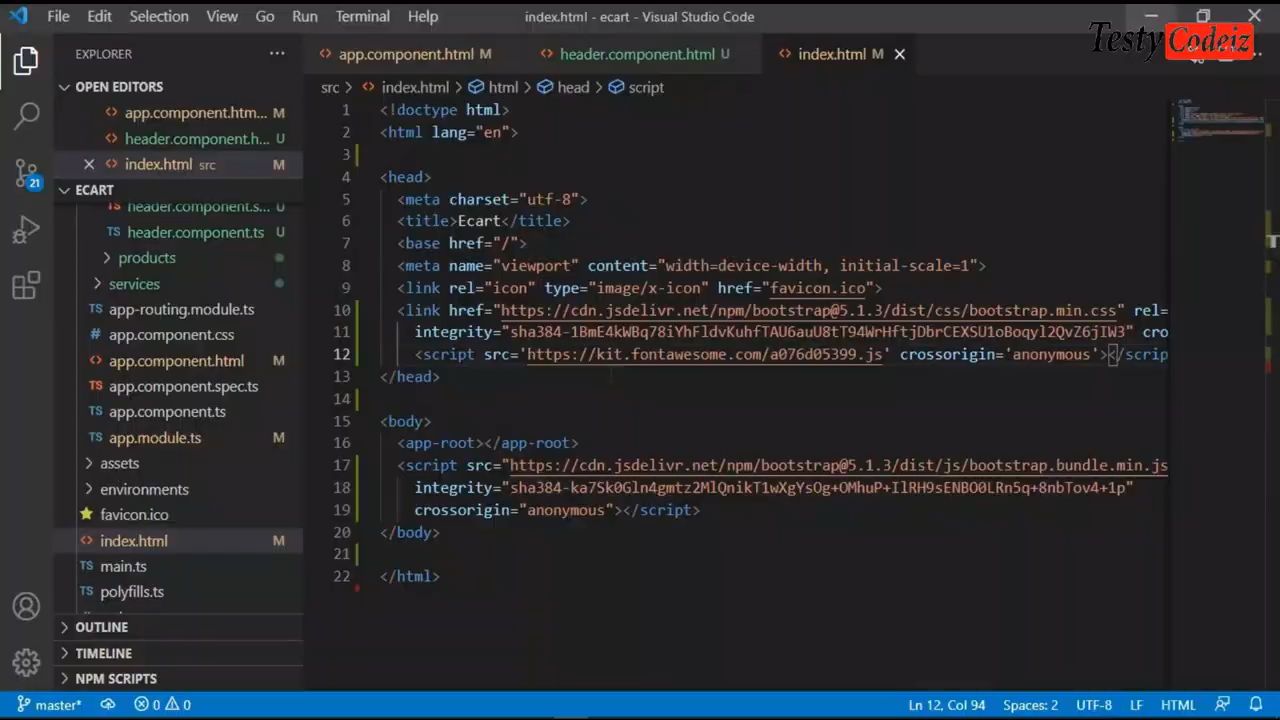 File Edit Selection View Go Run Terminal Help index.html - ecart - Visual Studio Code
Testy Codeiz
EXPLORER
OPEN EDITORS
app.component.htm... M
header.component.h... U
index.html src M
ECART
header.component.s... U
header.component.ts U
products
services
app-routing.module.ts
app.component.css
app.component.html M
app.component.spec.ts
app.component.ts
app.module.ts M
assets
environments
favicon.ico
index.html M
main.ts
polyfills.ts
OUTLINE
TIMELINE
NPM SCRIPTS
app.component.html M header.component.html U index.html M
src > index.html > html > head > script
1 <!doctype html>
2 <html lang="en">
3
4 <head>
5 <meta charset="utf-8">
6 <title>Ecart</title>
7 <base href="/">
8 <meta name="viewport" content="width=device-width, initial-scale=1">
9 <link rel="icon" type="image/x-icon" href="favicon.ico">
10 <link href="https://cdn.jsdelivr.net/npm/bootstrap@5.1.3/dist/css/bootstrap.min.css" rel=
11 integrity="sha384-1BmE4kWBq78iYhFldvKuhfTAU6auU8tT94WrHftjDbrCEXSU1oBoqyl2QvZ6jIW3" cro
12 <script src='https://kit.fontawesome.com/a076d05399.js' crossorigin='anonymous'></scrip
13 </head>
14
15 <body>
16 <app-root></app-root>
17 <script src="https://cdn.jsdelivr.net/npm/bootstrap@5.1.3/dist/js/bootstrap.bundle.min.js
18 integrity="sha384-ka7Sk0Gln4gmtz2MlQnikT1wXgYsOg+OMhuP+IlRH9sENBO0LRn5q+8nbTov4+1p"
19 crossorigin="anonymous"></script>
20 </body>
21
22 </html>
21
master* 0 0 Ln 12, Col 94 Spaces: 2 UTF-8 LF HTML